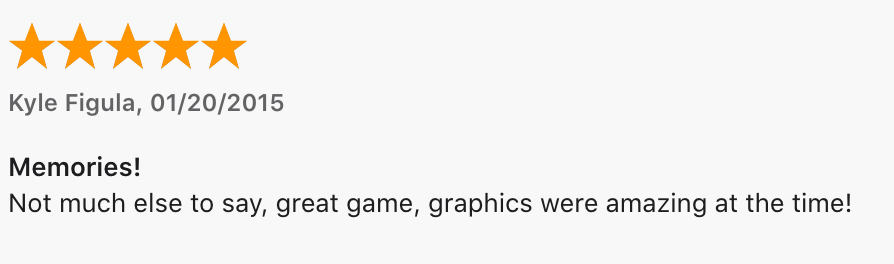 Kyle Figula, 01/20/2015
Memories!
Not much else to say, great game, graphics were amazing at the time!